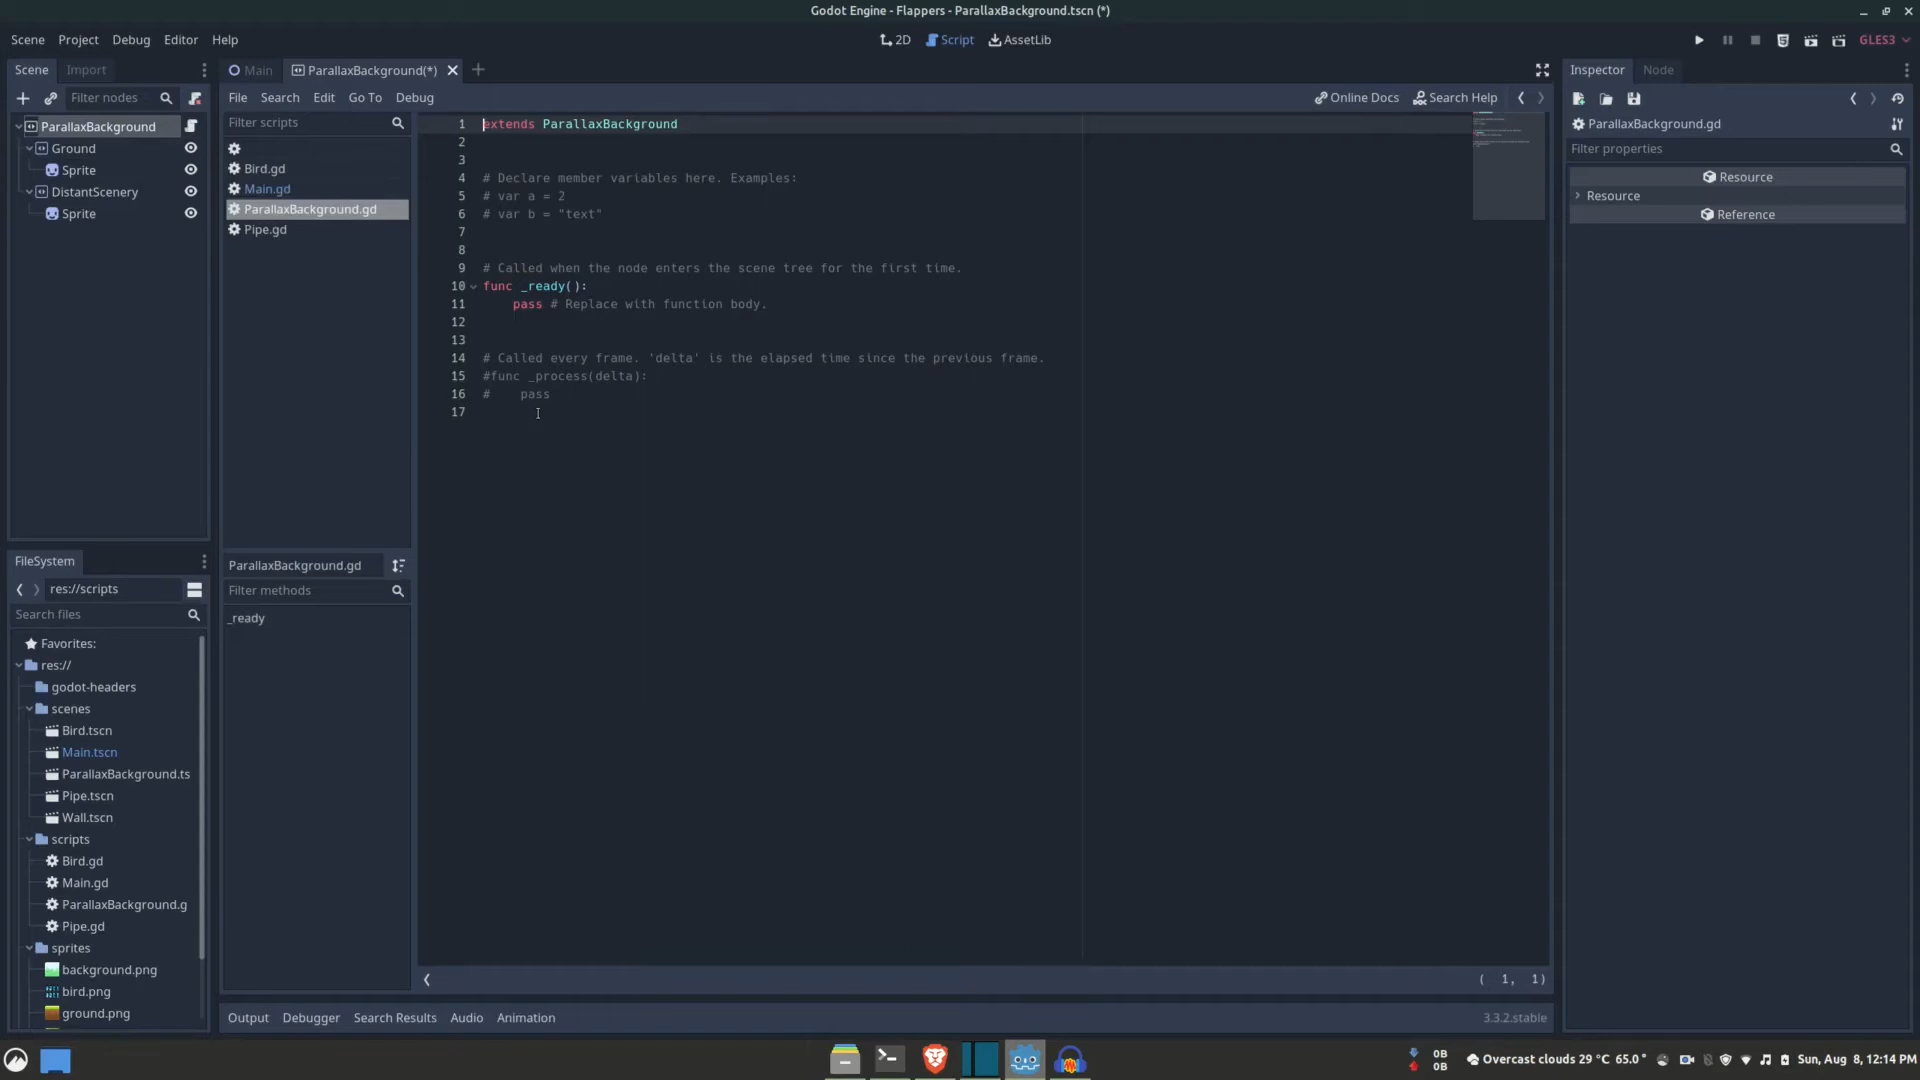 Godot Engine - Flappers - ParallaxBackground.tscn (*)
Scene Project Debug Editor Help
2D Script AssetLib
GLES3
Scene Import
Main ParallaxBackground(*)
Inspector Node
Filter nodes
File Search Edit Go To Debug
Online Docs Search Help
ParallaxBackground
Ground
Sprite
DistantScenery
Sprite
Filter scripts
Bird.gd
Main.gd
ParallaxBackground.gd
Pipe.gd
1 extends ParallaxBackground
2
3
4 # Declare member variables here. Examples:
5 # var a = 2
6 # var b = "text"
7
8
9 # Called when the node enters the scene tree for the first time.
10 func _ready():
11 pass # Replace with function body.
12
13
14 # Called every frame. 'delta' is the elapsed time since the previous frame.
15 #func _process(delta):
16 # pass
17
ParallaxBackground.gd
Filter properties
Resource
Resource
Reference
ParallaxBackground.gd
Filter methods
_ready
FileSystem
res://scripts
Search files
Favorites:
res://
godot-headers
scenes
Bird.tscn
Main.tscn
ParallaxBackground.ts
Pipe.tscn
Wall.tscn
scripts
Bird.gd
Main.gd
ParallaxBackground.g
Pipe.gd
sprites
background.png
bird.png
ground.png
( 1, 1)
Output Debugger Search Results Audio Animation
3.3.2.stable
0B
0B
Overcast clouds 29 °C 65.0°
Sun, Aug 8, 12:14 PM